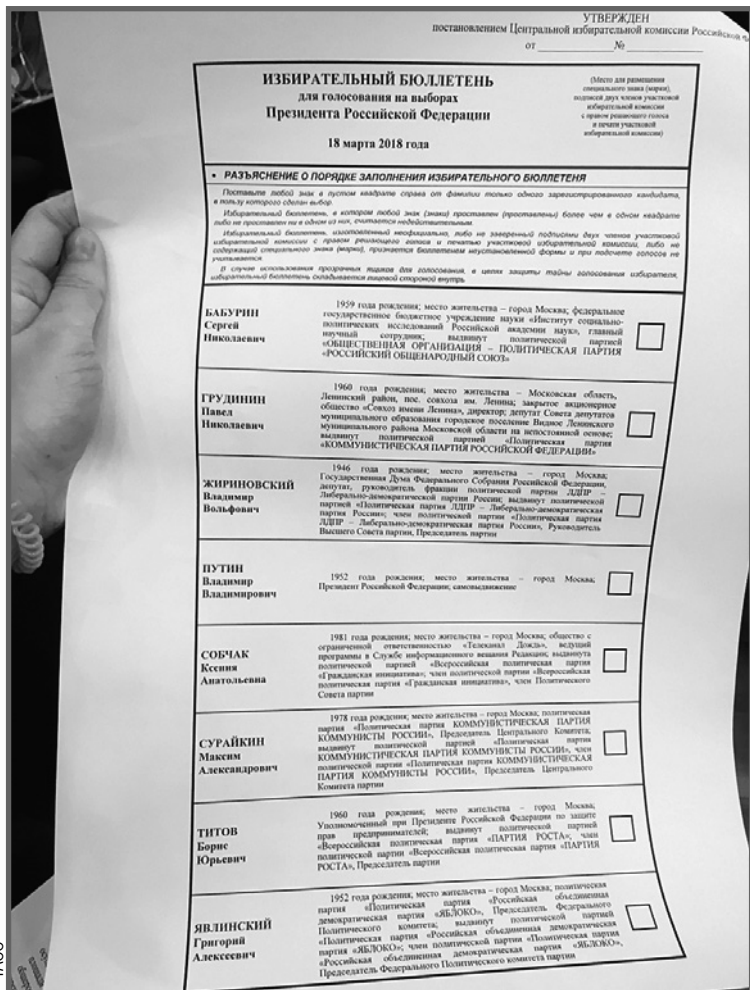 УТВЕРЖДЕН
постановлением Центральной избирательной комиссии Российской
от ____________ № ____________
ИЗБИРАТЕЛЬНЫЙ БЮЛЛЕТЕНЬ
для голосования на выборах
Президента Российской Федерации
18 марта 2018 года
(Место для размещения
специального знака (марки),
подписей двух членов участковой
избирательной комиссии
с правом решающего голоса
и печати участковой
избирательной комиссии)
• РАЗЪЯСНЕНИЕ О ПОРЯДКЕ ЗАПОЛНЕНИЯ ИЗБИРАТЕЛЬНОГО БЮЛЛЕТЕНЯ
Поставьте любой знак в пустом квадрате справа от фамилии только одного зарегистрированного кандидата,
в пользу которого сделан выбор.
Избирательный бюллетень, в котором любой знак (знаки) проставлен (проставлены) более чем в одном квадрате
либо не проставлен ни в одном из них, считается недействительным.
Избирательный бюллетень, изготовленный неофициально, либо не заверенный подписями двух членов участковой
избирательной комиссии с правом решающего голоса и печатью участковой избирательной комиссии, либо не
содержащий специального знака (марки), признается бюллетенем неустановленной формы и при подсчете голосов не
учитывается.
В случае использования прозрачных ящиков для голосования, в целях защиты тайны голосования избирателя,
избирательный бюллетень складывается лицевой стороной внутрь.
БАБУРИН
Сергей
Николаевич
1959 года рождения; место жительства – город Москва; федеральное
государственное бюджетное учреждение науки «Институт социально-
политических исследований Российской академии наук», главный
научный сотрудник; выдвинут политической партией
«ОБЩЕСТВЕННАЯ ОРГАНИЗАЦИЯ – ПОЛИТИЧЕСКАЯ ПАРТИЯ
«РОССИЙСКИЙ ОБЩЕНАРОДНЫЙ СОЮЗ»
ГРУДИНИН
Павел
Николаевич
1960 года рождения; место жительства – Московская область,
Ленинский район, пос. совхоза им. Ленина; закрытое акционерное
общество «Совхоз имени Ленина», директор; депутат Совета депутатов
муниципального образования городское поселение Видное Ленинского
муниципального района Московской области на непостоянной основе;
выдвинут политической партией «Политическая партия
«КОММУНИСТИЧЕСКАЯ ПАРТИЯ РОССИЙСКОЙ ФЕДЕРАЦИИ»
ЖИРИНОВСКИЙ
Владимир
Вольфович
1946 года рождения; место жительства – город Москва;
Государственная Дума Федерального Собрания Российской Федерации,
депутат, руководитель фракции политической партии ЛДПР –
Либерально-демократической партии России; выдвинут политической
партией «Политическая партия ЛДПР – Либерально-демократическая
партия России»; член политической партии «Политическая партия
ЛДПР – Либерально-демократическая партия России», Руководитель
Высшего Совета партии, Председатель партии
ПУТИН
Владимир
Владимирович
1952 года рождения; место жительства – город Москва;
Президент Российской Федерации; самовыдвижение
СОБЧАК
Ксения
Анатольевна
1981 года рождения; место жительства – город Москва; общество с
ограниченной ответственностью «Телеканал Дождь», ведущий
программы в Службе информационного вещания Редакции; выдвинута
политической партией «Всероссийская политическая партия
«Гражданская инициатива»; член политической партии «Всероссийская
политическая партия «Гражданская инициатива», член Политического
Совета партии
СУРАЙКИН
Максим
Александрович
1978 года рождения; место жительства – город Москва; политическая
партия «Политическая партия КОММУНИСТИЧЕСКАЯ ПАРТИЯ
КОММУНИСТЫ РОССИИ», Председатель Центрального Комитета;
выдвинут политической партией «Политическая партия
КОММУНИСТИЧЕСКАЯ ПАРТИЯ КОММУНИСТЫ РОССИИ», член
политической партии «Политическая партия КОММУНИСТИЧЕСКАЯ
ПАРТИЯ КОММУНИСТЫ РОССИИ», Председатель Центрального
Комитета партии
ТИТОВ
Борис
Юрьевич
1960 года рождения; место жительства – город Москва;
Уполномоченный при Президенте Российской Федерации по защите
прав предпринимателей; выдвинут политической партией
«Всероссийская политическая партия «ПАРТИЯ РОСТА»; член
политической партии «Всероссийская политическая партия «ПАРТИЯ
РОСТА», Председатель партии
ЯВЛИНСКИЙ
Григорий
Алексеевич
1952 года рождения; место жительства – город Москва; политическая
партия «Политическая партия «Российская объединенная
демократическая партия «ЯБЛОКО», Председатель Федерального
Политического комитета; выдвинут политической партией
«Политическая партия «Российская объединенная демократическая
партия «ЯБЛОКО»; член политической партии «Политическая партия
«Российская объединенная демократическая партия «ЯБЛОКО»,
Председатель Федерального Политического комитета партии